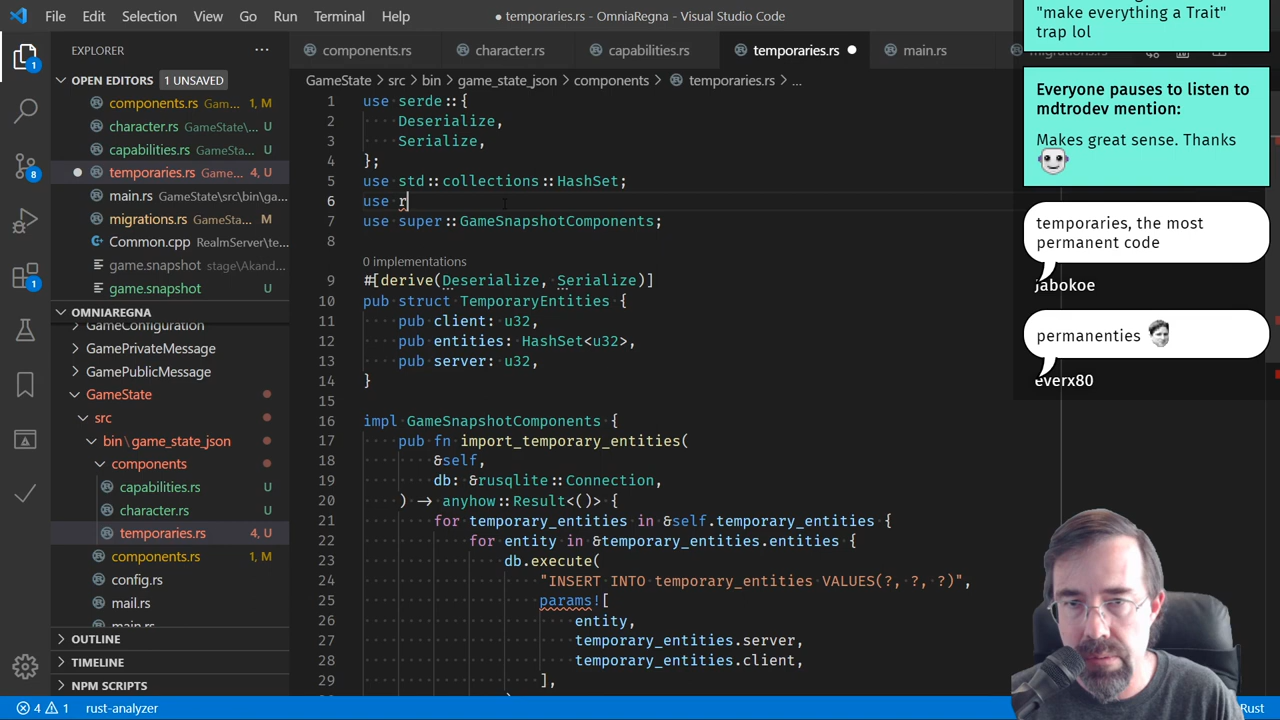 File Edit Selection View Go Run Terminal Help
● temporaries.rs - OmniaRegna - Visual Studio Code
EXPLORER ...
OPEN EDITORS 1 UNSAVED
components.rs Gam... 1, M
character.rs GameState\... U
capabilities.rs GameSta... U
temporaries.rs Game... 4, U
main.rs GameState\src\bin\ga...
migrations.rs GameSta... M
Common.cpp RealmServer\te...
game.snapshot stage\Akand...
game.snapshot
OMNIAREGNA
GameConfiguration
GamePrivateMessage
GamePublicMessage
GameState
src
bin\game_state_json
components
capabilities.rs U
character.rs U
temporaries.rs 4, U
components.rs 1, M
config.rs
mail.rs
main.rs
OUTLINE
TIMELINE
NPM SCRIPTS
1
8
1
components.rs character.rs capabilities.rs temporaries.rs ● main.rs migrations.rs
GameState > src > bin > game_state_json > components > temporaries.rs > ...
1 use serde::{
2 Deserialize,
3 Serialize,
4 };
5 use std::collections::HashSet;
6 use r
7 use super::GameSnapshotComponents;
8
0 implementations
9 #[derive(Deserialize, Serialize)]
10 pub struct TemporaryEntities {
11 pub client: u32,
12 pub entities: HashSet<u32>,
13 pub server: u32,
14 }
15
16 impl GameSnapshotComponents {
17 pub fn import_temporary_entities(
18 &self,
19 db: &rusqlite::Connection,
20 ) -> anyhow::Result<()> {
21 for temporary_entities in &self.temporary_entities {
22 for entity in &temporary_entities.entities {
23 db.execute(
24 "INSERT INTO temporary_entities VALUES(?, ?, ?)",
25 params![
26 entity,
27 temporary_entities.server,
28 temporary_entities.client,
29 ],
"make everything a Trait"
trap lol
Everyone pauses to listen to
mdtrodev mention:
Makes great sense. Thanks
temporaries, the most
permanent code
jabokoe
permanenties
everx80
4 1 rust-analyzer
Rust